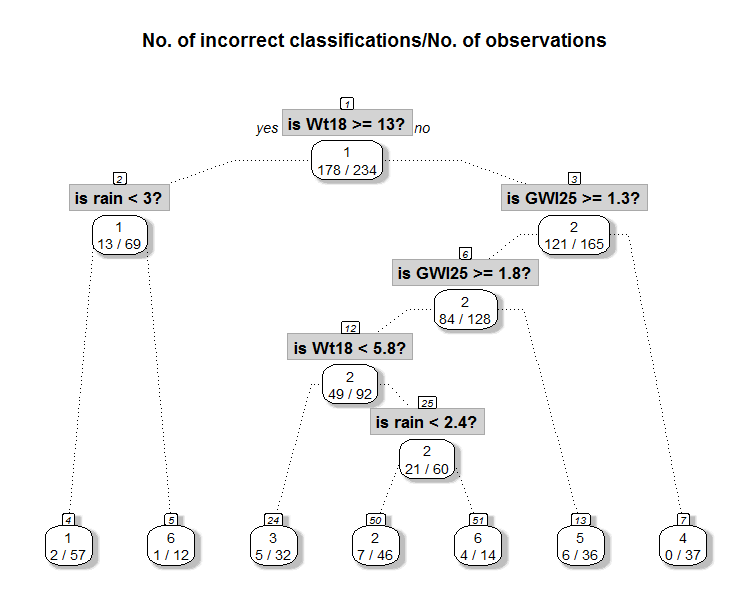 No. of incorrect classifications/No. of observations
1
yes is Wt18 >= 13? no
1
178 / 234
2
is rain < 3?
1
13 / 69
3
is GWI25 >= 1.3?
2
121 / 165
6
is GWI25 >= 1.8?
2
84 / 128
12
is Wt18 < 5.8?
2
49 / 92
25
is rain < 2.4?
2
21 / 60
4
1
2 / 57
5
6
1 / 12
24
3
5 / 32
50
2
7 / 46
51
6
4 / 14
13
5
6 / 36
7
4
0 / 37